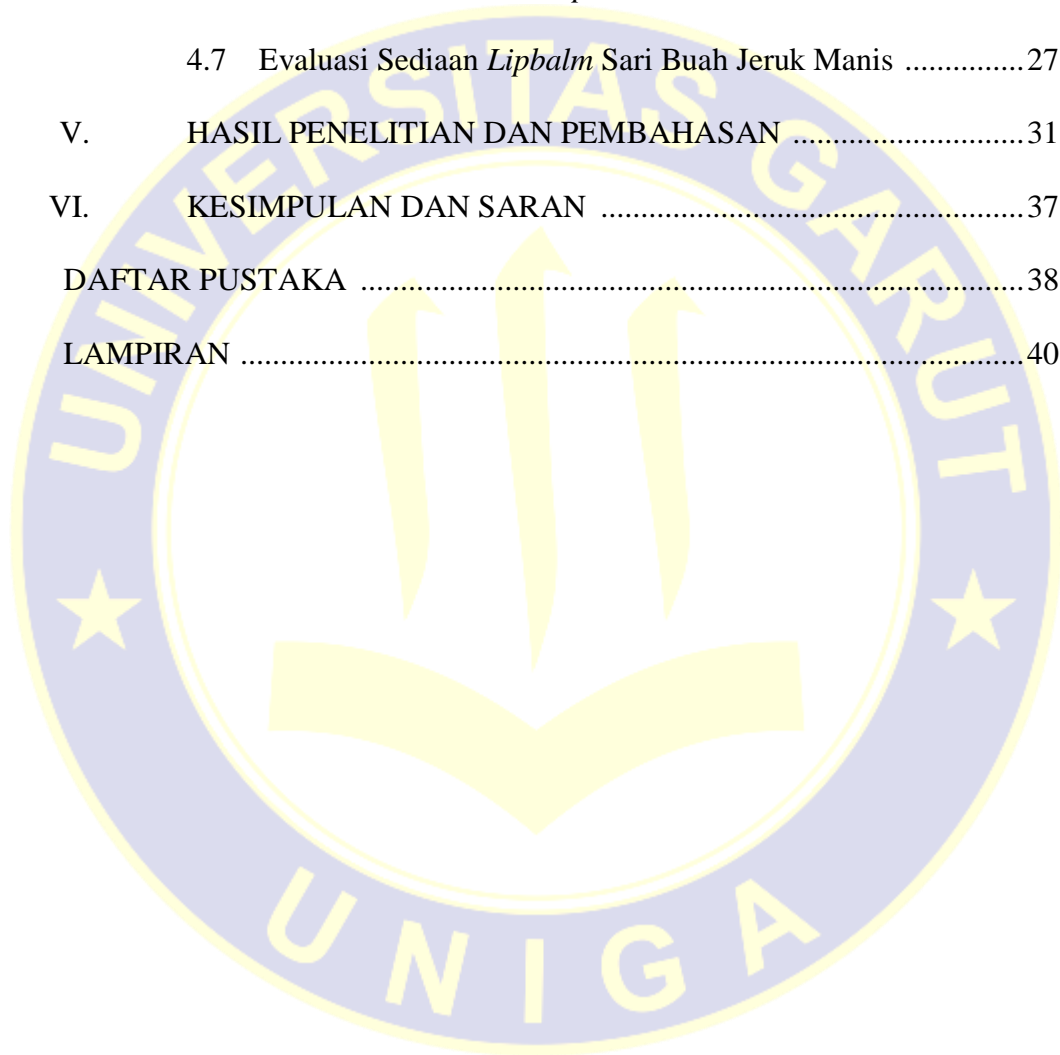 4.7 Evaluasi Sediaan Lipbalm Sari Buah Jeruk Manis ...............27
V. HASIL PENELITIAN DAN PEMBAHASAN .............................31
VI. KESIMPULAN DAN SARAN .....................................................37
DAFTAR PUSTAKA ...................................................................................38
LAMPIRAN ..................................................................................................40
UNIVERSITAS GARUT
UNIGA